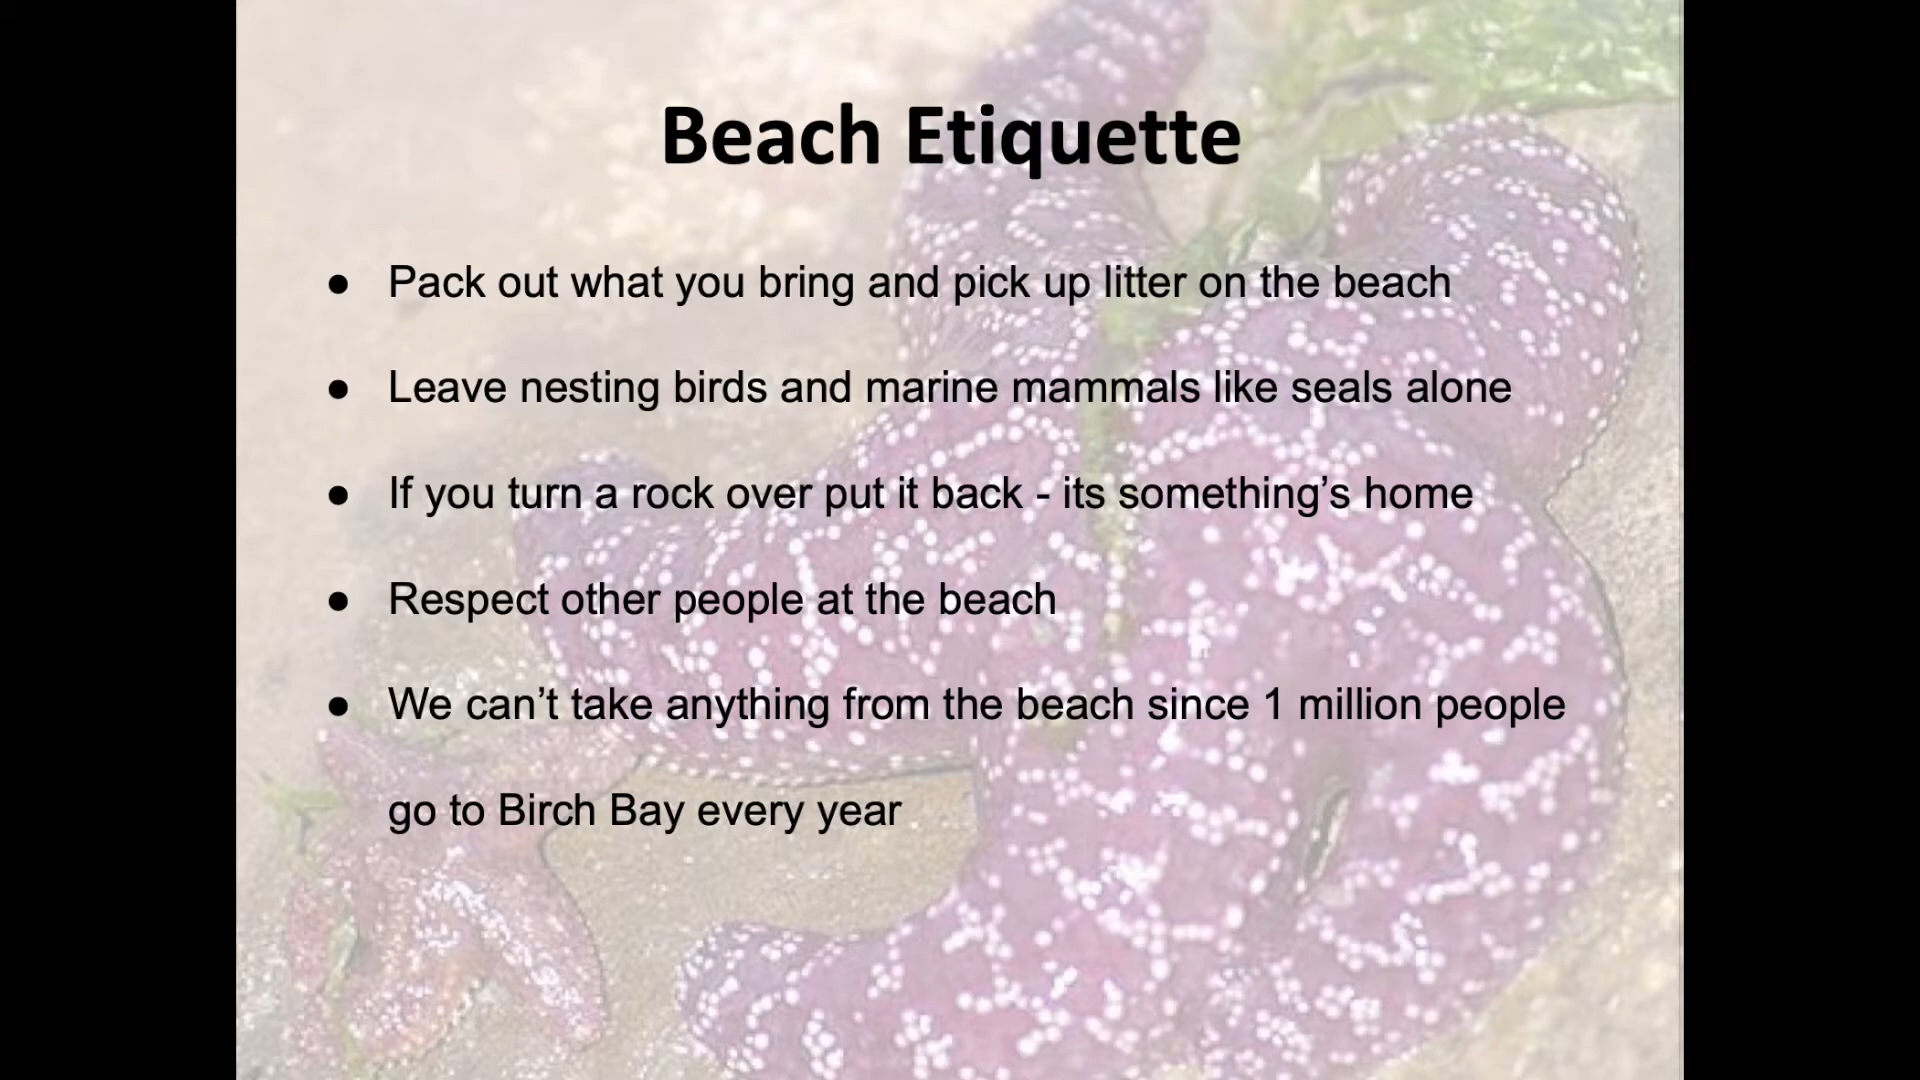 Beach Etiquette
● Pack out what you bring and pick up litter on the beach
● Leave nesting birds and marine mammals like seals alone
● If you turn a rock over put it back - its something’s home
● Respect other people at the beach
● We can’t take anything from the beach since 1 million people
go to Birch Bay every year